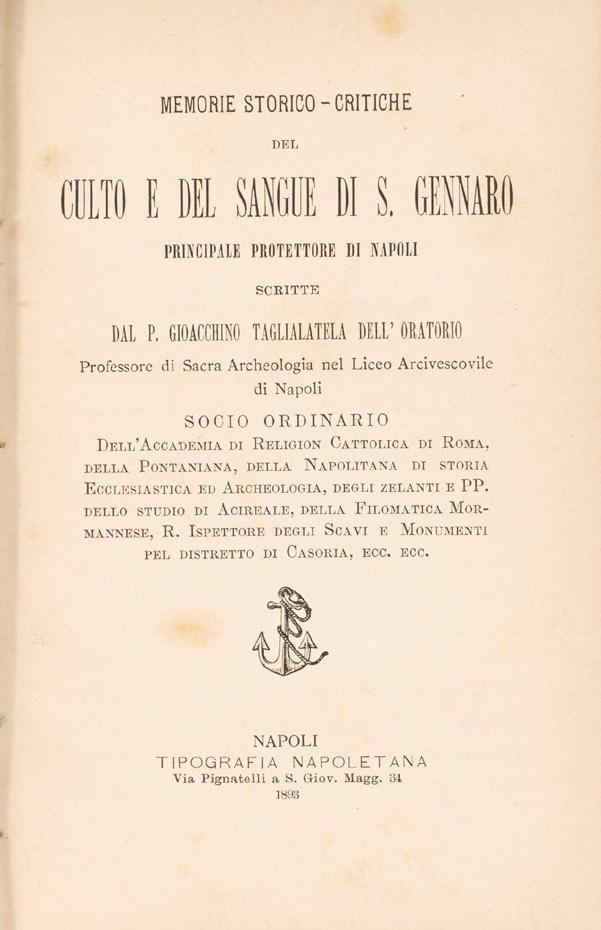 MEMORIE STORICO - CRITICHE
DEL
CULTO E DEL SANGUE DI S. GENNARO
PRINCIPALE PROTETTORE DI NAPOLI
SCRITTE
DAL P. GIOACCHINO TAGLIALATELA DELL' ORATORIO
Professore di Sacra Archeologia nel Liceo Arcivescovile
di Napoli
SOCIO ORDINARIO
DELL'ACCADEMIA DI RELIGION CATTOLICA DI ROMA,
DELLA PONTANIANA, DELLA NAPOLITANA DI STORIA
ECCLESIASTICA ED ARCHEOLOGIA, DEGLI ZELANTI E PP.
DELLO STUDIO DI ACIREALE, DELLA FILOMATICA MOR-
MANNESE, R. ISPETTORE DEGLI SCAVI E MONUMENTI
PEL DISTRETTO DI CASORIA, ECC. ECC.
NAPOLI
TIPOGRAFIA NAPOLETANA
Via Pignatelli a S. Giov. Magg. 34
1893